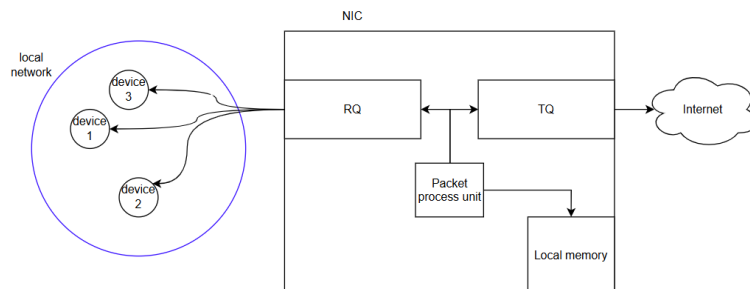 NIC
local
network
device
3
device
1
device
2
RQ
TQ
Internet
Packet
process unit
Local memory